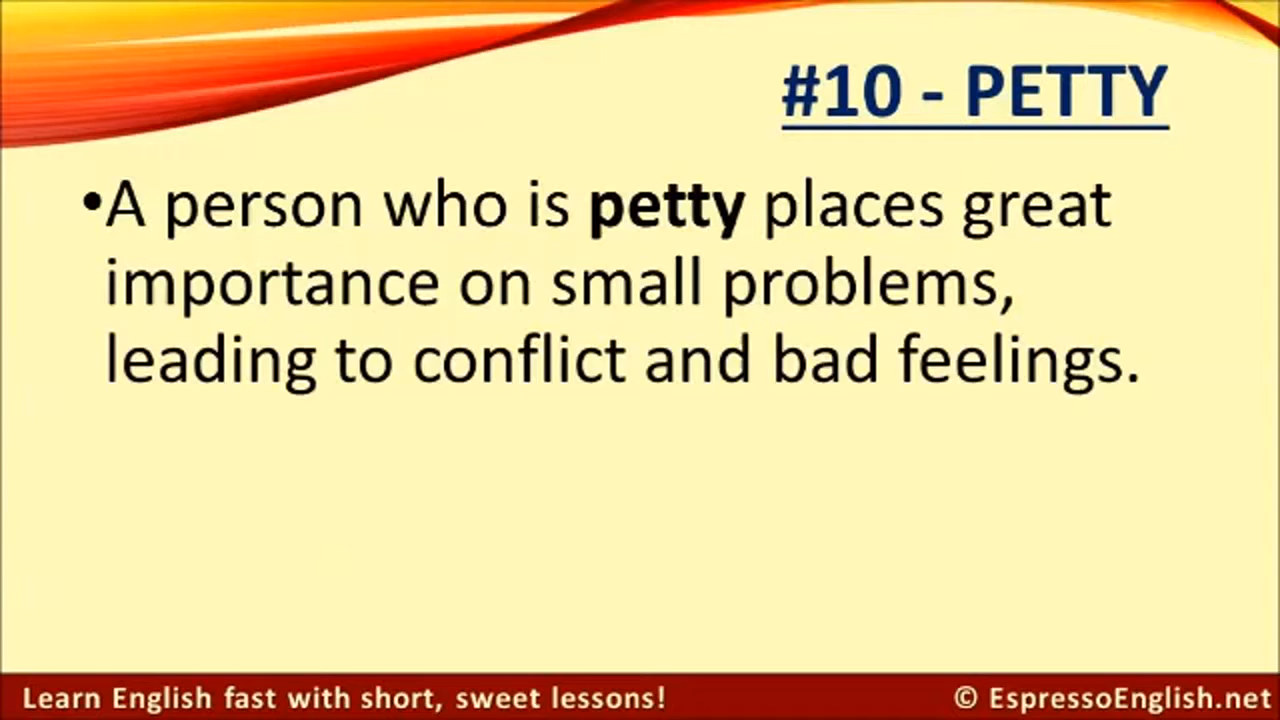 #10 - PETTY
•A person who is petty places great
importance on small problems,
leading to conflict and bad feelings.
Learn English fast with short, sweet lessons!
© EspressoEnglish.net